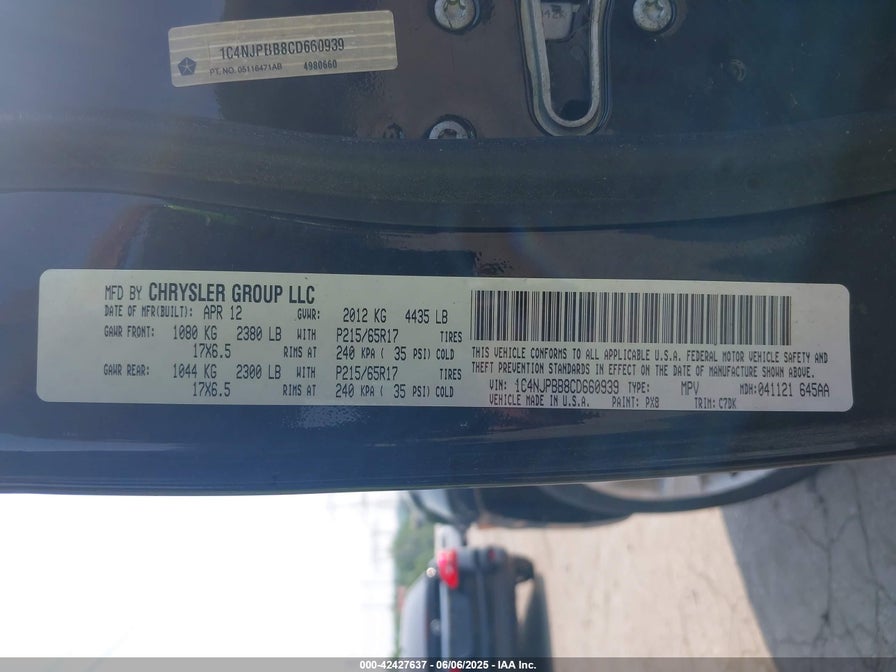 1C4NJPBB8CD660939
PT. NO. 05116471AB 4980660
MFD BY CHRYSLER GROUP LLC
DATE OF MFR(BUILT): APR 12 GVWR: 2012 KG 4435 LB
GAWR FRONT: 1080 KG 2380 LB WITH P215/65R17 TIRES
17X6.5 RIMS AT 240 KPA ( 35 PSI) COLD
GAWR REAR: 1044 KG 2300 LB WITH P215/65R17 TIRES
17X6.5 RIMS AT 240 KPA ( 35 PSI) COLD
THIS VEHICLE CONFORMS TO ALL APPLICABLE U.S.A. FEDERAL MOTOR VEHICLE SAFETY AND
THEFT PREVENTION STANDARDS IN EFFECT ON THE DATE OF MANUFACTURE SHOWN ABOVE.
VIN: 1C4NJPBB8CD660939 TYPE: MPV MDH: 041121 645AA
VEHICLE MADE IN U.S.A. PAINT: PX8 TRIM: C7DK
000-42427637 - 06/06/2025 - IAA Inc.